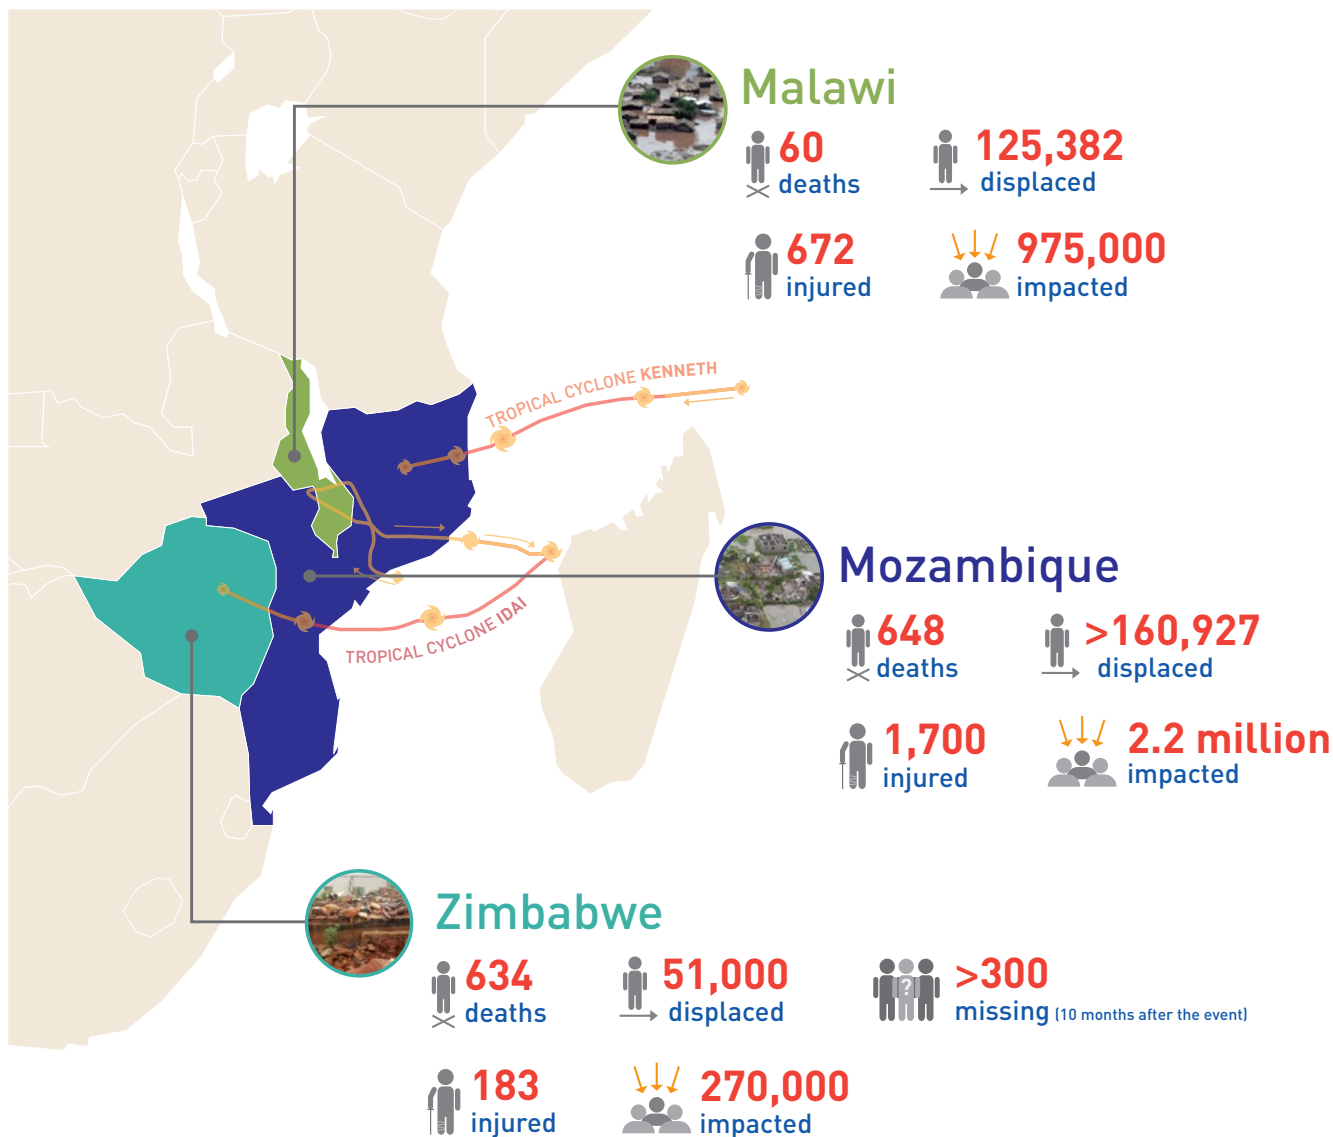 Malawi
60
deaths
125,382
displaced
672
injured
975,000
impacted
TROPICAL CYCLONE KENNETH
Mozambique
648
deaths
>160,927
displaced
TROPICAL CYCLONE IDAI
1,700
injured
2.2 million
impacted
Zimbabwe
634
deaths
51,000
displaced
?
>300
missing (10 months after the event)
183
injured
270,000
impacted